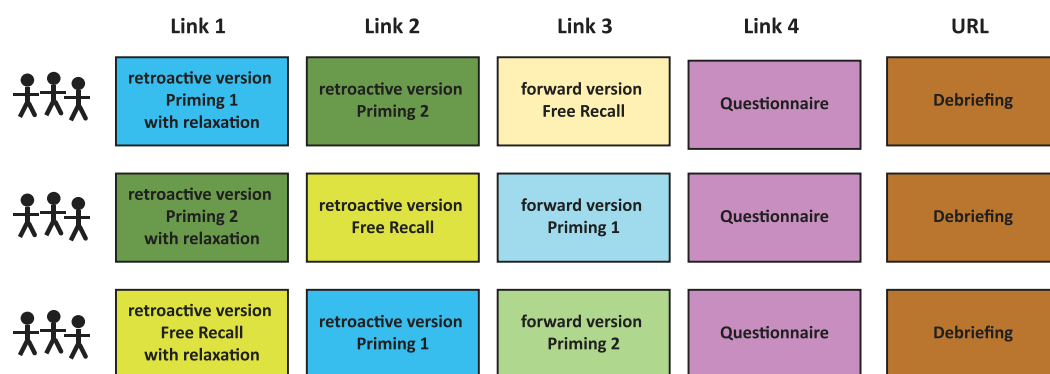 Link 1
Link 2
Link 3
Link 4
URL
retroactive version
Priming 1
with relaxation
retroactive version
Priming 2
forward version
Free Recall
Questionnaire
Debriefing
retroactive version
Priming 2
with relaxation
retroactive version
Free Recall
forward version
Priming 1
Questionnaire
Debriefing
retroactive version
Free Recall
with relaxation
retroactive version
Priming 1
forward version
Priming 2
Questionnaire
Debriefing